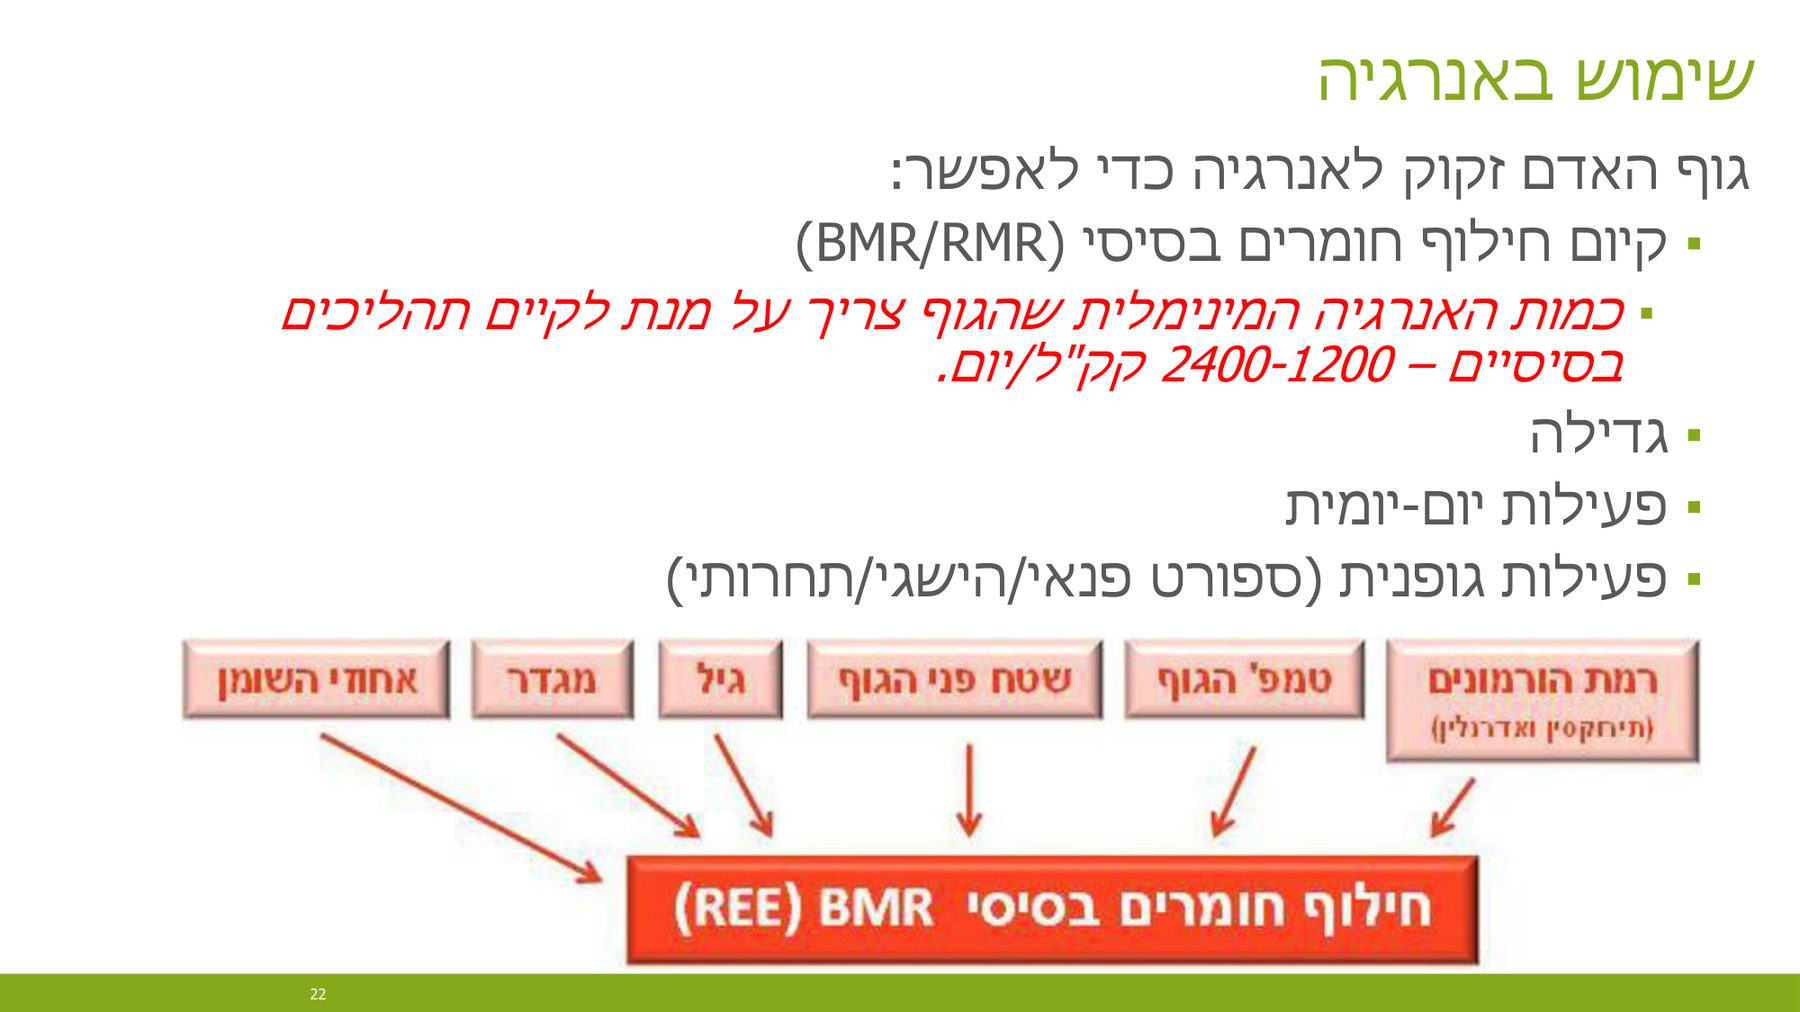 שימוש באנרגיה
גוף האדם זקוק לאנרגיה כדי לאפשר:
▪ קיום חילוף חומרים בסיסי (BMR/RMR)
▪ כמות האנרגיה המינימלית שהגוף צריך על מנת לקיים תהליכים
בסיסיים – 2400-1200 קק"ל/יום.
▪ גדילה
▪ פעילות יום-יומית
▪ פעילות גופנית (ספורט פנאי/הישגי/תחרותי)
רמת הורמונים
(תירוקסין ואדרנלין)
טמפ' הגוף
שטח פני הגוף
גיל
מגדר
אחוזי השומן
חילוף חומרים בסיסי BMR (REE)
22